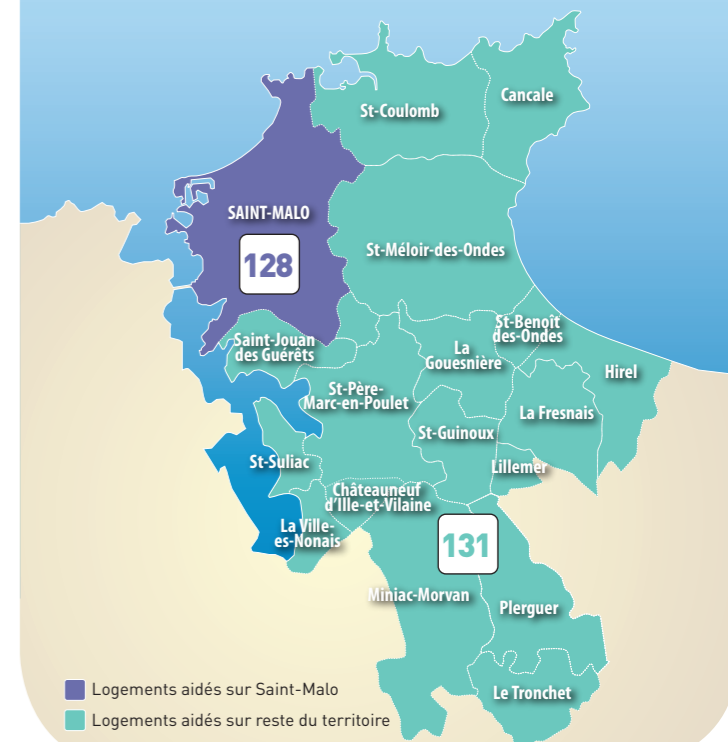 Cancale
St-Coulomb
SAINT-MALO
128
St-Méloir-des-Ondes
St-Benoît
des-Ondes
Saint-Jouan
des Guérêts
La
Gouesnière
Hirel
St-Père-
Marc-en-Poulet
La Fresnais
St-Guinoux
St-Suliac
Lillemer
Châteauneuf
d'Ille-et-Vilaine
La Ville-
es-Nonais
131
Miniac-Morvan
Plerguer
Le Tronchet
Logements aidés sur Saint-Malo
Logements aidés sur reste du territoire